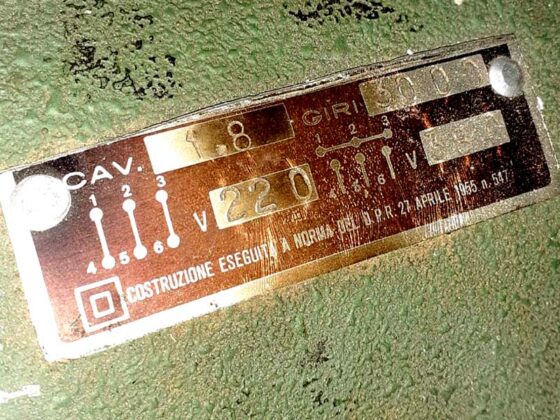 CAV. 1.8 GIRI 3000
1 2 3 1 2 3
V 220 V
4 5 6 4 5 6
COSTRUZIONE ESEGUITA A NORMA DEL D.P.R. 27 APRILE 1955 n. 547